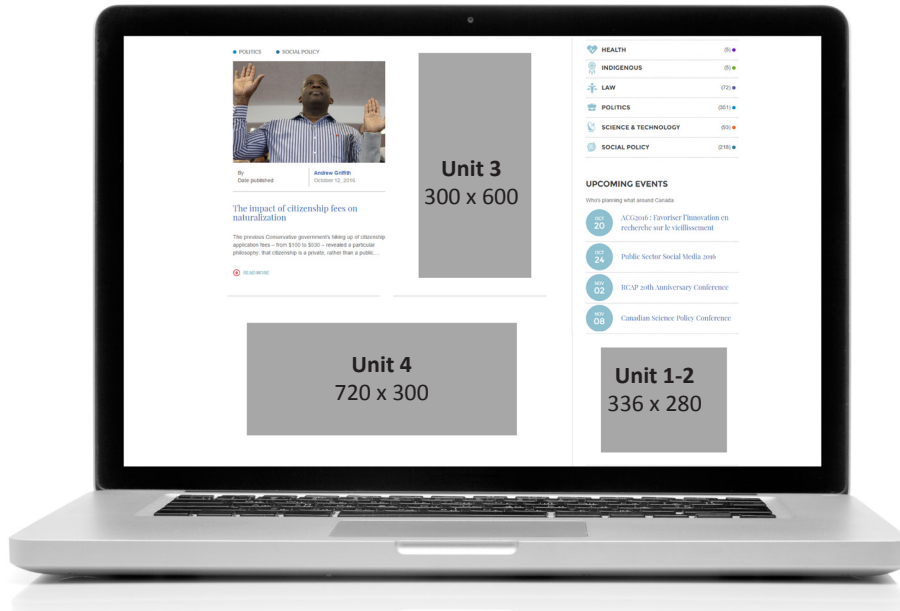 POLITICS SOCIAL POLICY
By Andrew Griffith
Date published October 12, 2016
The impact of citizenship fees on
naturalization
The previous Conservative government's hiking up of citizenship
application fees – from $100 to $530 – revealed a particular
philosophy: that citizenship is a private, rather than a public,…
READ MORE
Unit 3
300 x 600
Unit 4
720 x 300
HEALTH (5)
INDIGENOUS (5)
LAW (72)
POLITICS
SCIENCE & TECHNOLOGY
SOCIAL POLICY
UPCOMING EVENTS
Who's planning what around Canada
OCT
20
ACG2016 : Favoriser l'innovation en
recherche sur le vieillissement
OCT
24
Public Sector Social Media 2016
NOV
02
RCAP 20th Anniversary Conference
NOV
08
Canadian Science Policy Conference
Unit 1-2
336 x 280